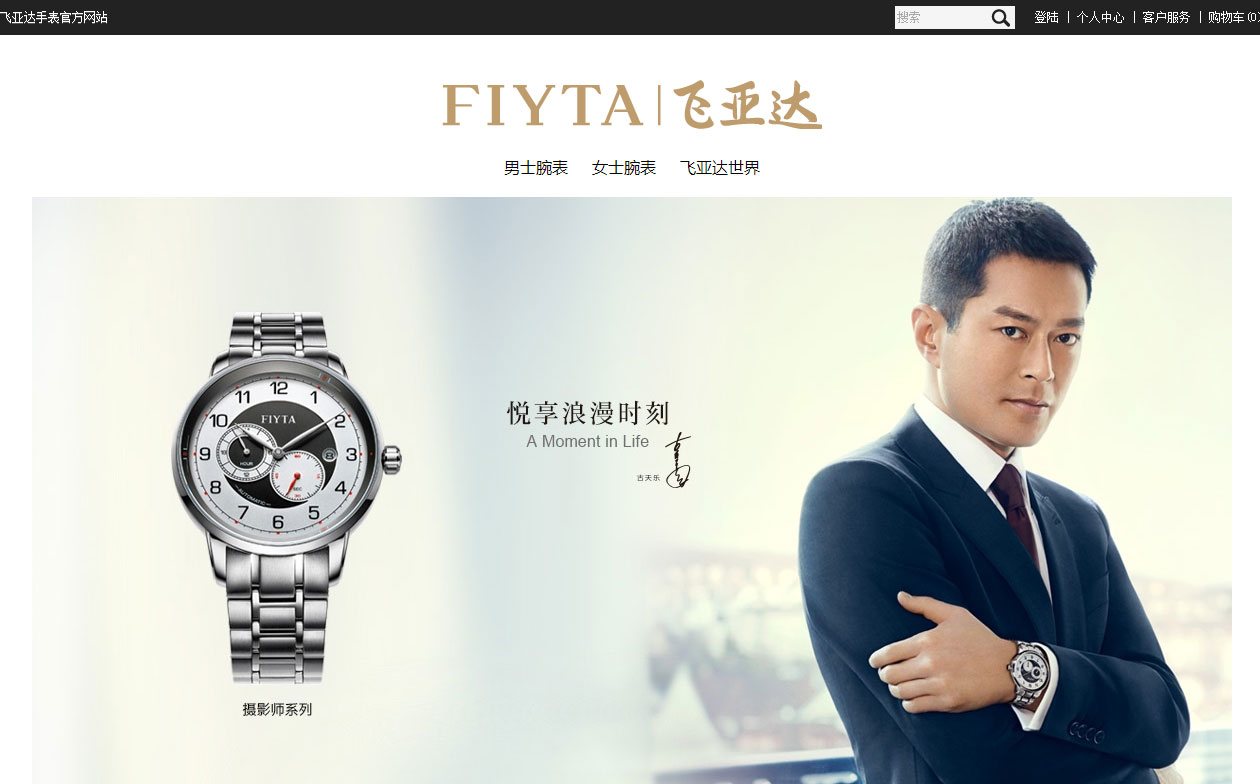 飞亚达手表官方网站
搜索
登陆 | 个人中心 | 客户服务 | 购物车(0)
FIYTA | 飞亚达
男士腕表 女士腕表 飞亚达世界
12
11 1
10 FIYTA 2
9 3
HOUR
12
SEC
8 4
AUTOMATIC
7 5
6
悦享浪漫时刻
A Moment in Life
古天乐
摄影师系列